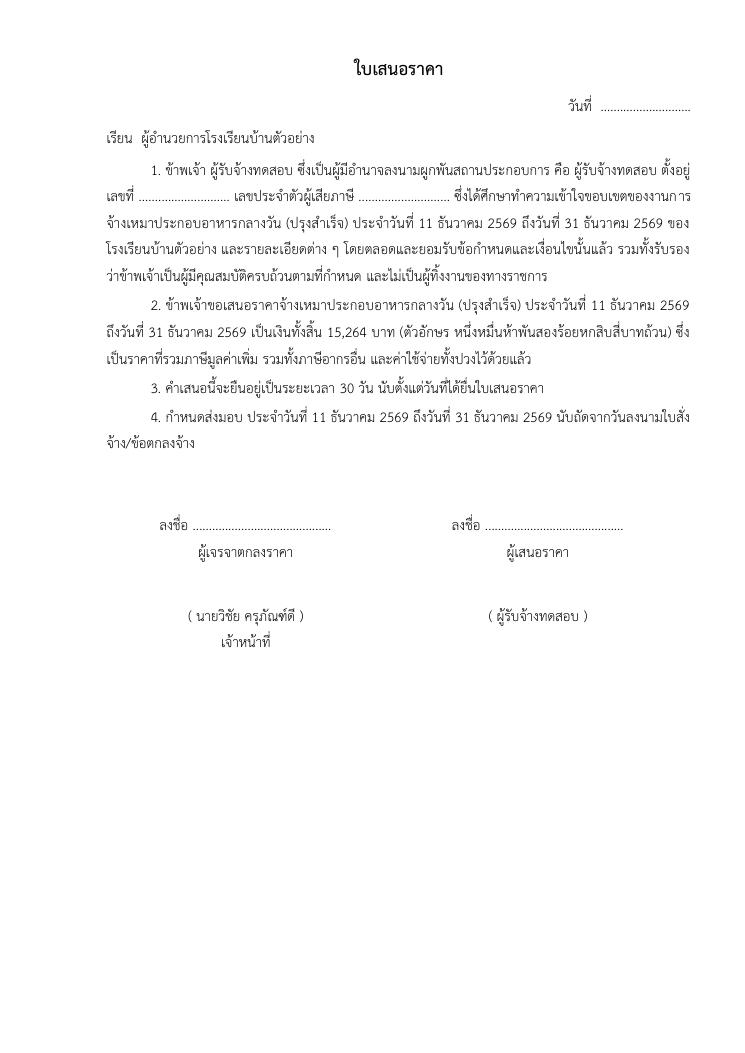 ใบเสนอราคา
วันที่ ............................
เรียน ผู้อำนวยการโรงเรียนบ้านตัวอย่าง
1. ข้าพเจ้า ผู้รับจ้างทดสอบ ซึ่งเป็นผู้มีอำนาจลงนามผูกพันสถานประกอบการ คือ ผู้รับจ้างทดสอบ ตั้งอยู่
เลขที่ ............................ เลขประจำตัวผู้เสียภาษี ............................ ซึ่งได้ศึกษาทำความเข้าใจขอบเขตของงานการ
จ้างเหมาประกอบอาหารกลางวัน (ปรุงสำเร็จ) ประจำวันที่ 11 ธันวาคม 2569 ถึงวันที่ 31 ธันวาคม 2569 ของ
โรงเรียนบ้านตัวอย่าง และรายละเอียดต่าง ๆ โดยตลอดและยอมรับข้อกำหนดและเงื่อนไขนั้นแล้ว รวมทั้งรับรอง
ว่าข้าพเจ้าเป็นผู้มีคุณสมบัติครบถ้วนตามที่กำหนด และไม่เป็นผู้ทิ้งงานของทางราชการ
2. ข้าพเจ้าขอเสนอราคาจ้างเหมาประกอบอาหารกลางวัน (ปรุงสำเร็จ) ประจำวันที่ 11 ธันวาคม 2569
ถึงวันที่ 31 ธันวาคม 2569 เป็นเงินทั้งสิ้น 15,264 บาท (ตัวอักษร หนึ่งหมื่นห้าพันสองร้อยหกสิบสี่บาทถ้วน) ซึ่ง
เป็นราคาที่รวมภาษีมูลค่าเพิ่ม รวมทั้งภาษีอากรอื่น และค่าใช้จ่ายทั้งปวงไว้ด้วยแล้ว
3. คำเสนอนี้จะยืนอยู่เป็นระยะเวลา 30 วัน นับตั้งแต่วันที่ได้ยื่นใบเสนอราคา
4. กำหนดส่งมอบ ประจำวันที่ 11 ธันวาคม 2569 ถึงวันที่ 31 ธันวาคม 2569 นับถัดจากวันลงนามใบสั่ง
จ้าง/ข้อตกลงจ้าง
ลงชื่อ ........................................... ลงชื่อ ...........................................
ผู้เจรจาตกลงราคา ผู้เสนอราคา
( นายวิชัย ครุภัณฑ์ดี ) ( ผู้รับจ้างทดสอบ )
เจ้าหน้าที่